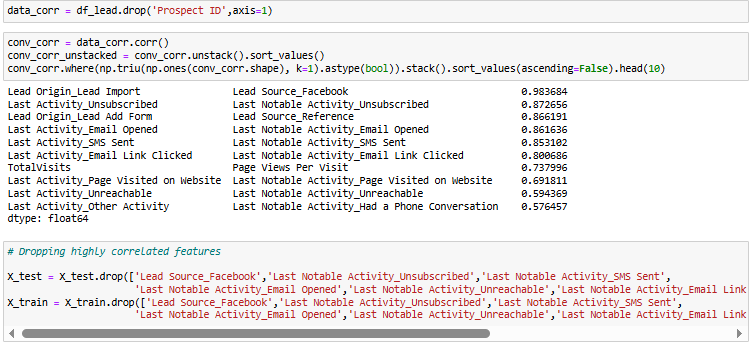 data_corr = df_lead.drop('Prospect ID',axis=1)
conv_corr = data_corr.corr()
conv_corr_unstacked = conv_corr.unstack().sort_values()
conv_corr.where(np.triu(np.ones(conv_corr.shape), k=1).astype(bool)).stack().sort_values(ascending=False).head(10)
Lead Origin_Lead Import Lead Source_Facebook 0.983684
Last Activity_Unsubscribed Last Notable Activity_Unsubscribed 0.872656
Lead Origin_Lead Add Form Lead Source_Reference 0.866191
Last Activity_Email Opened Last Notable Activity_Email Opened 0.861636
Last Activity_SMS Sent Last Notable Activity_SMS Sent 0.853102
Last Activity_Email Link Clicked Last Notable Activity_Email Link Clicked 0.800686
TotalVisits Page Views Per Visit 0.737996
Last Activity_Page Visited on Website Last Notable Activity_Page Visited on Website 0.691811
Last Activity_Unreachable Last Notable Activity_Unreachable 0.594369
Last Activity_Other Activity Last Notable Activity_Had a Phone Conversation 0.576457
dtype: float64
# Dropping highly correlated features
X_test = X_test.drop(['Lead Source_Facebook','Last Notable Activity_Unsubscribed','Last Notable Activity_SMS Sent',
'Last Notable Activity_Email Opened','Last Notable Activity_Unreachable','Last Notable Activity_Email Link
X_train = X_train.drop(['Lead Source_Facebook','Last Notable Activity_Unsubscribed','Last Notable Activity_SMS Sent',
'Last Notable Activity_Email Opened','Last Notable Activity_Unreachable','Last Notable Activity_Email Link